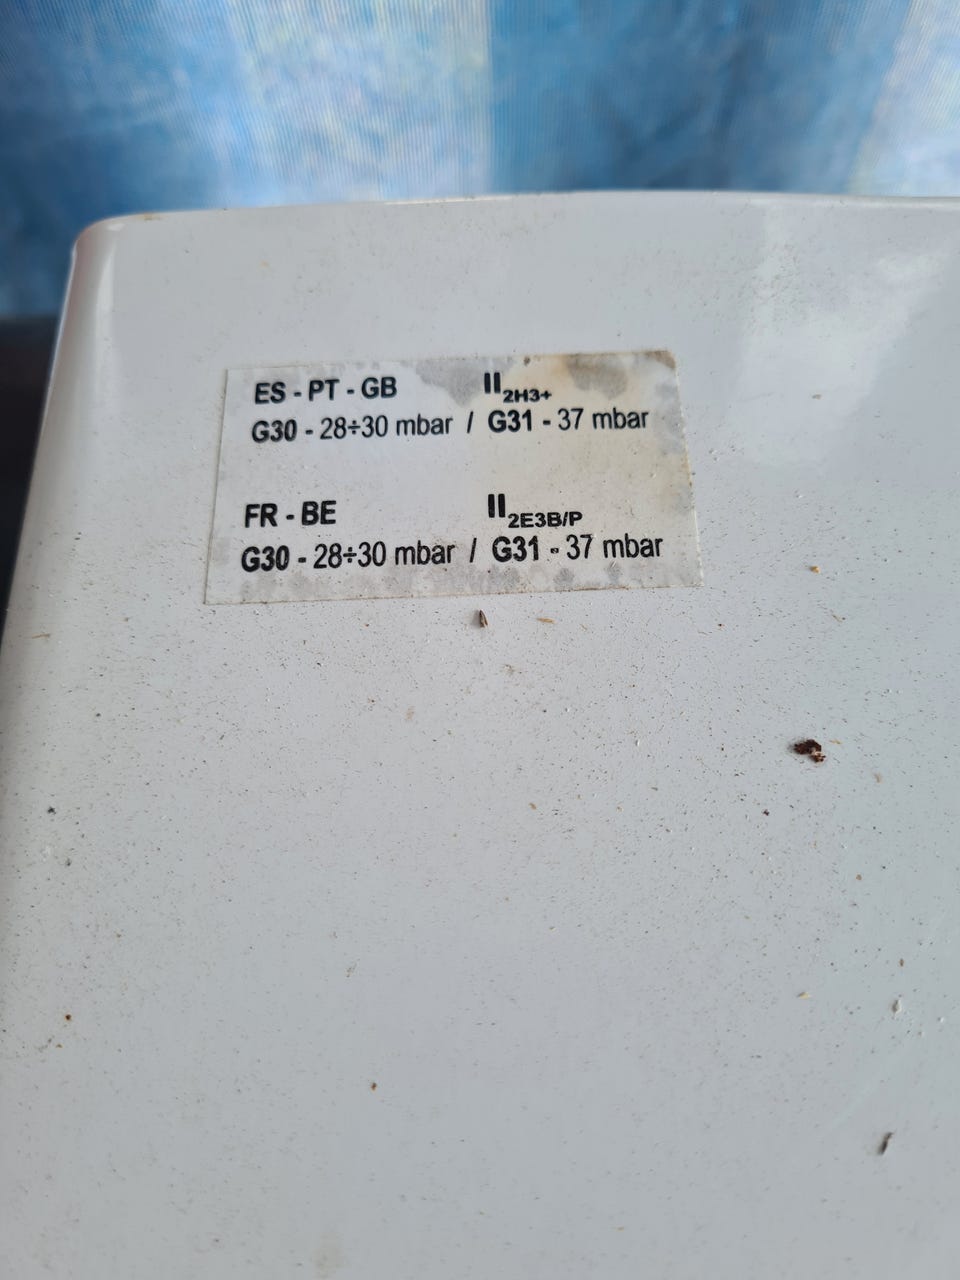 ES - PT - GB II2H3+
G30 - 28÷30 mbar / G31 - 37 mbar
FR - BE II2E3B/P
G30 - 28÷30 mbar / G31 - 37 mbar